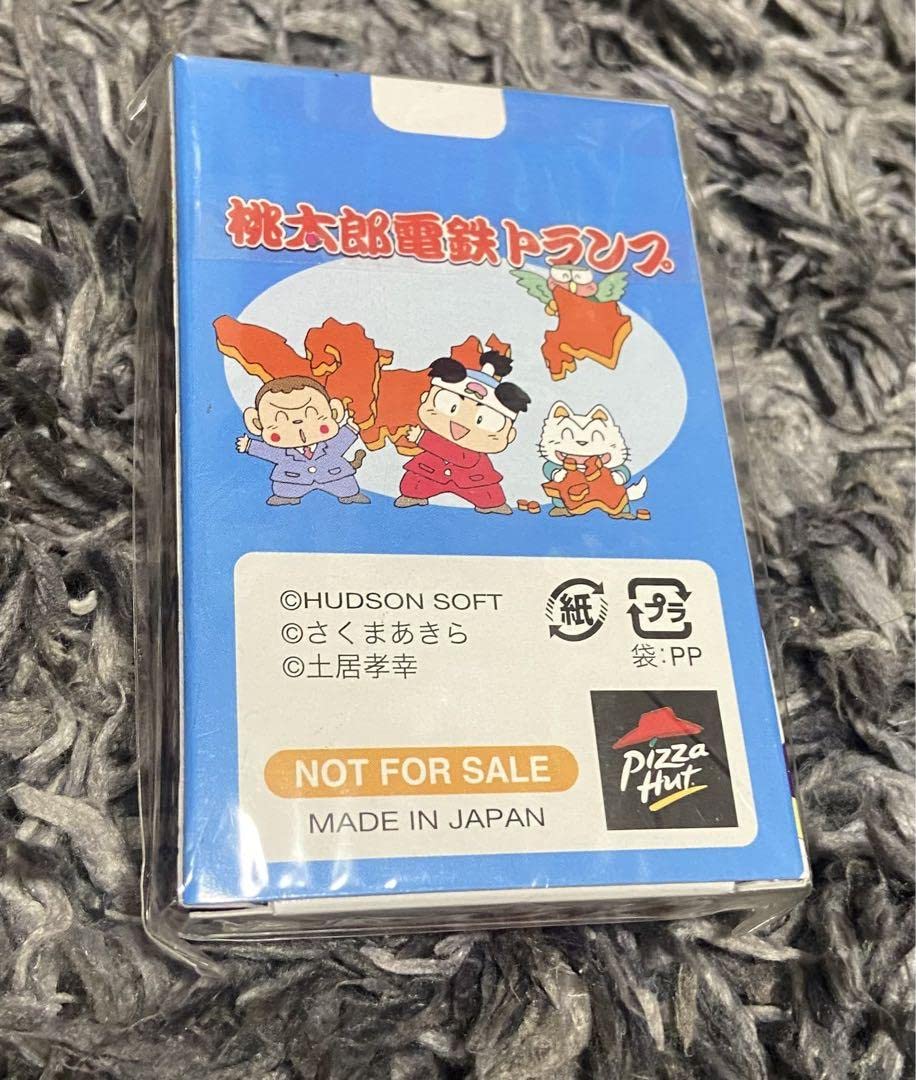 桃太郎電鉄トランプ
©HUDSON SOFT
©さくまあきら
©土居孝幸
紙
プラ
袋:PP
NOT FOR SALE
MADE IN JAPAN
Pizza
Hut